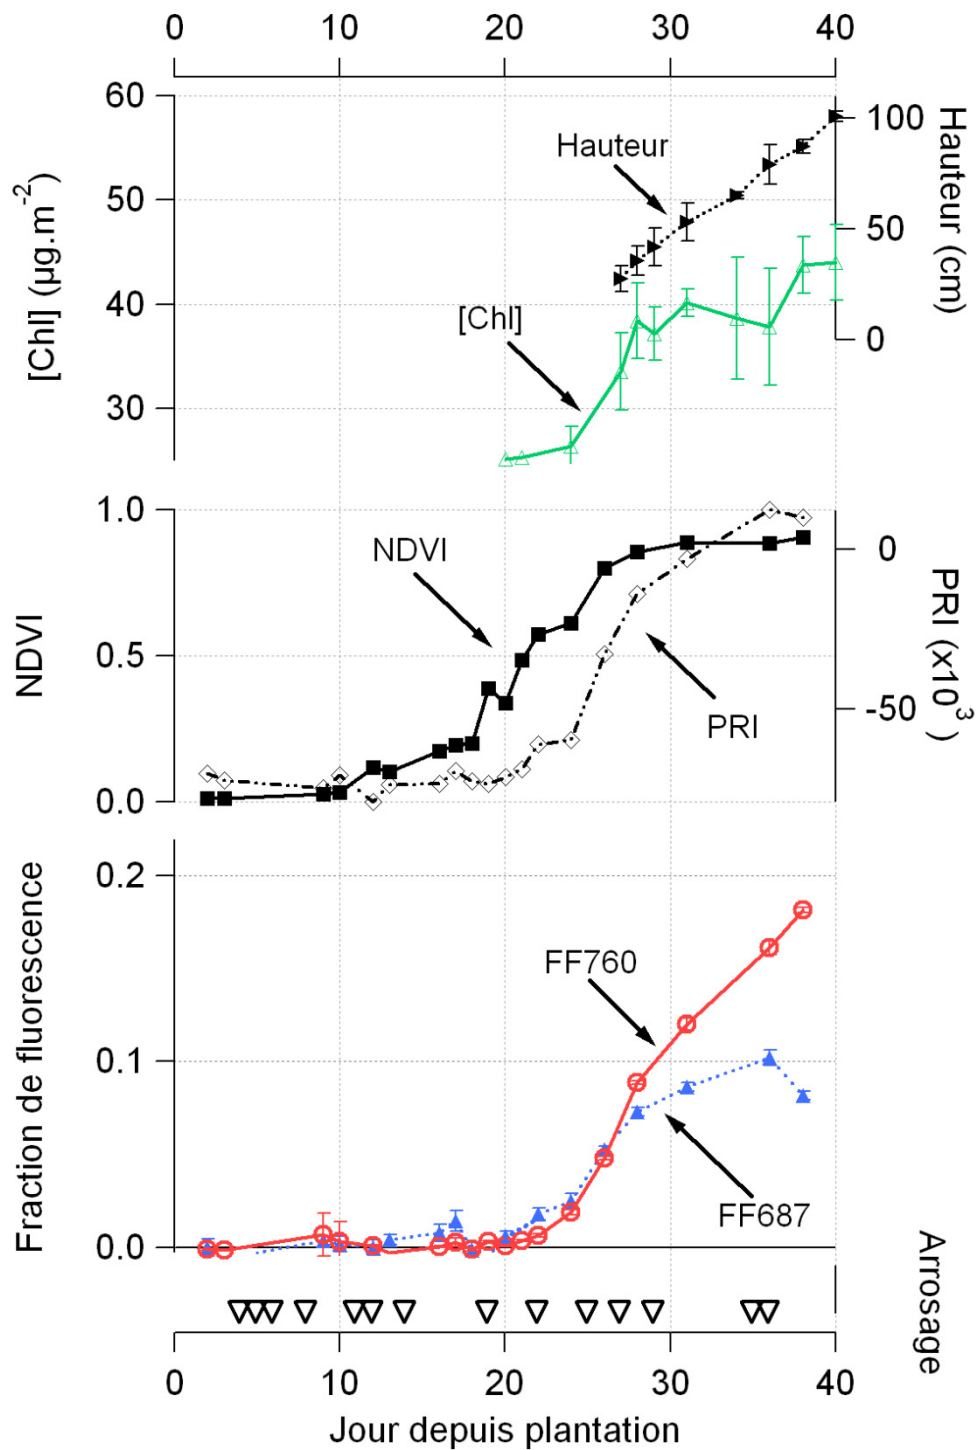 0 10 20 30 40
60
50
40
30
[Chl] (µg.m-2)
100
50
0
Hauteur (cm)
Hauteur
[Chl]
1.0
0.5
0.0
NDVI
0
-50
PRI (x10³)
NDVI
PRI
0.2
0.1
0.0
Fraction de fluorescence
FF760
FF687
Arrosage
0 10 20 30 40
Jour depuis plantation